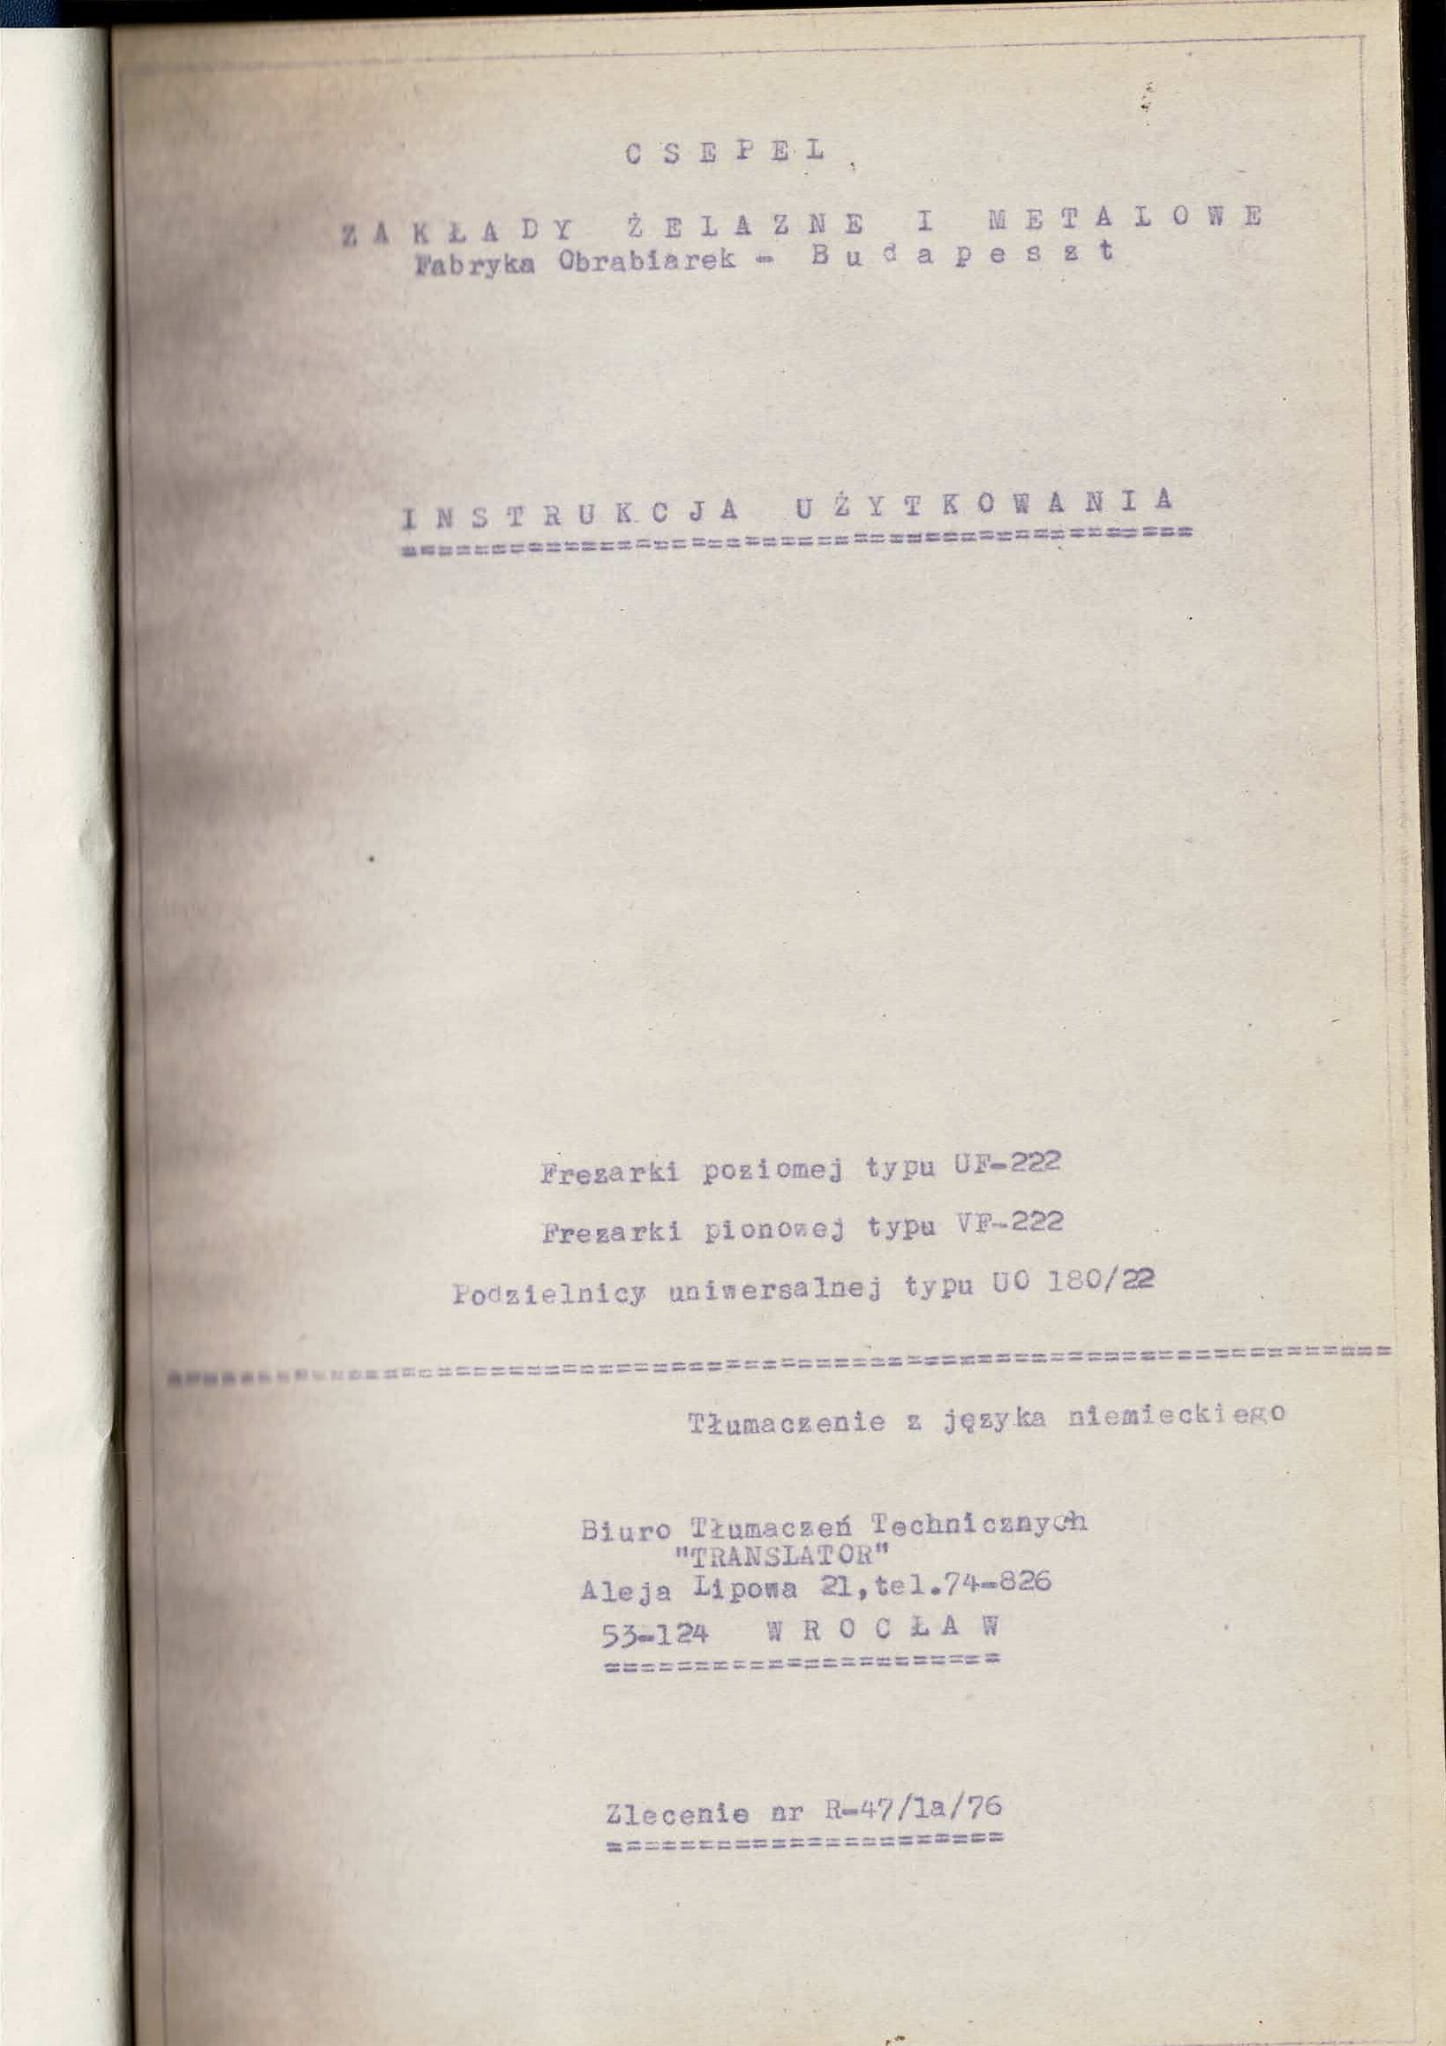 C S E P E L
Z A K Ł A D Y  Ż E L A Z N E  I  M E T A L O W E
Fabryka Obrabiarek - B u d a p e s z t
I N S T R U K C J A  U Ż Y T K O W A N I A
============================================
Frezarki poziomej typu UF-222
Frezarki pionowej typu VF-222
Podzielnicy uniwersalnej typu UO 180/22
====================================================================
Tłumaczenie z języka niemieckiego
Biuro Tłumaczeń Technicznych
"TRANSLATOR"
Aleja Lipowa 21,tel.74-826
53-124  W R O C Ł A W
======================
Zlecenie nr R-47/1a/76
======================